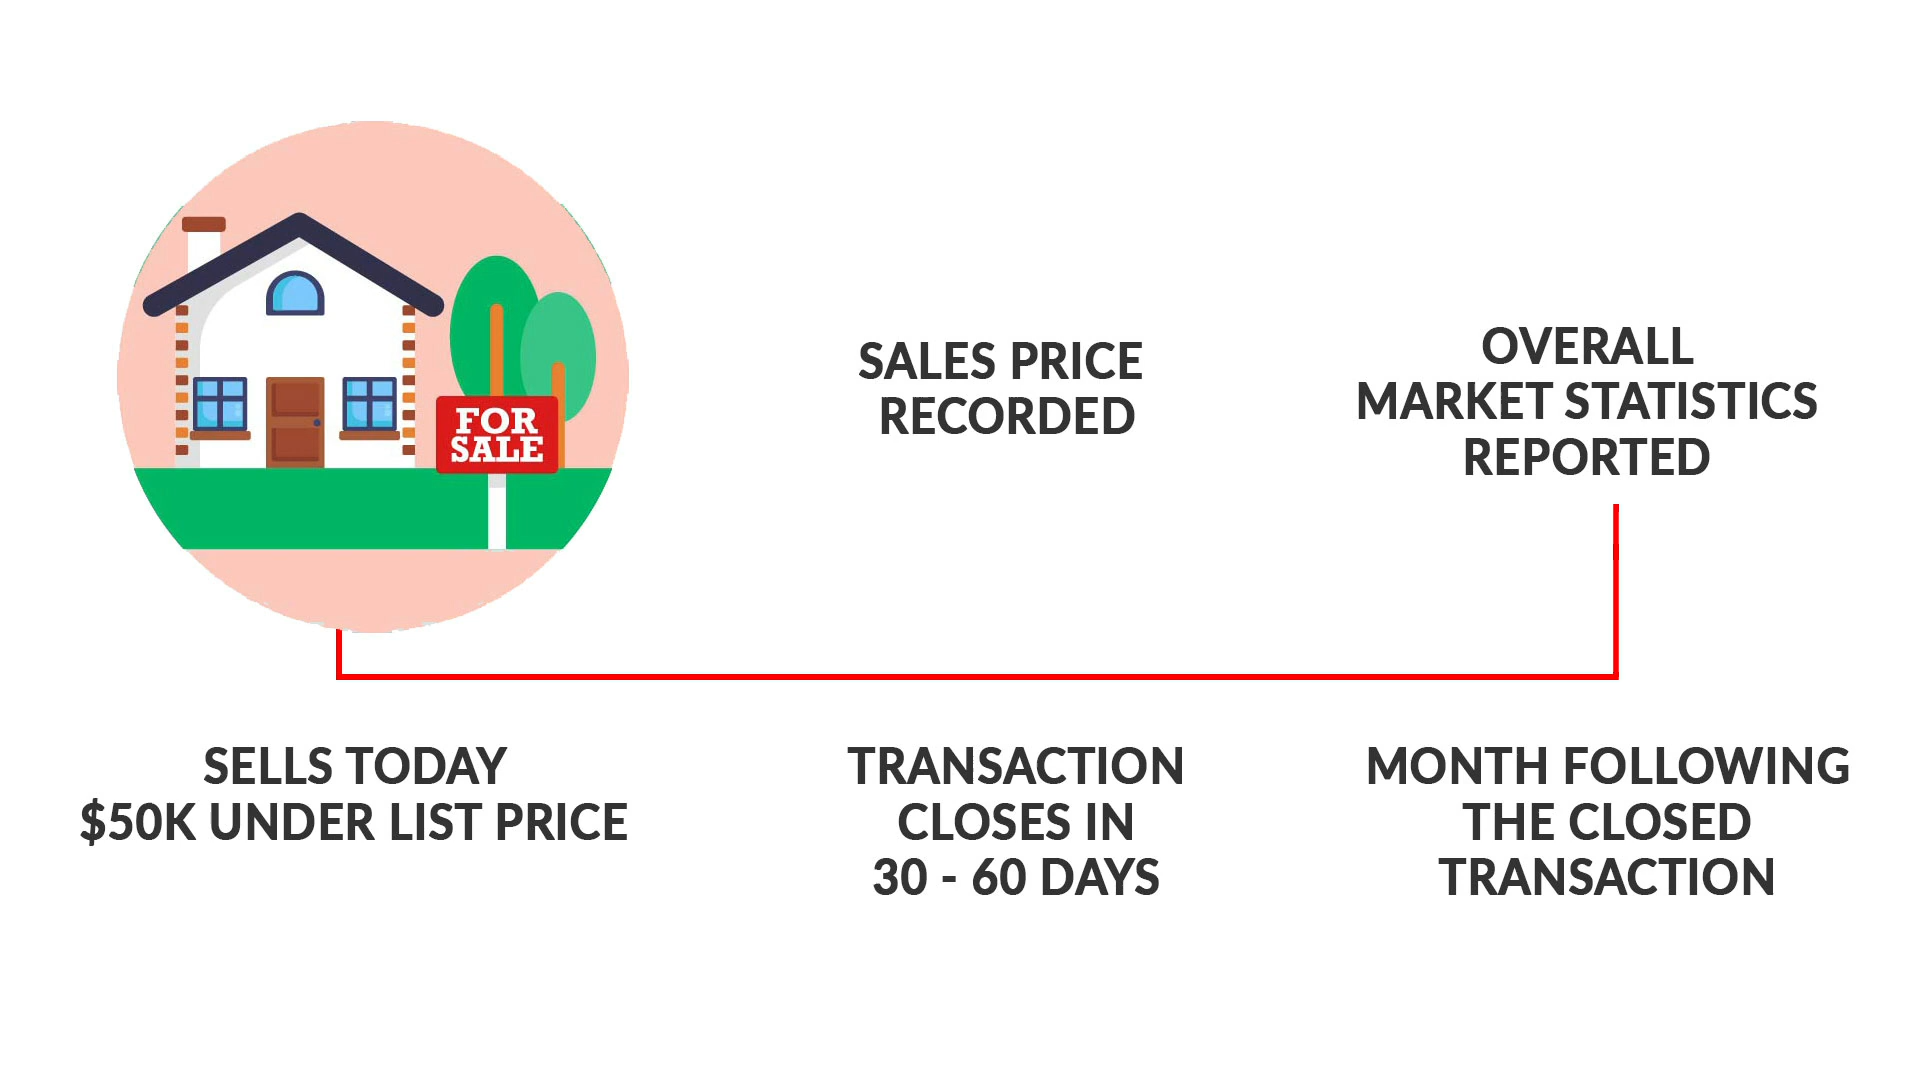 FOR
SALE
SALES PRICE
RECORDED
OVERALL
MARKET STATISTICS
REPORTED
SELLS TODAY
$50K UNDER LIST PRICE
TRANSACTION
CLOSES IN
30 - 60 DAYS
MONTH FOLLOWING
THE CLOSED
TRANSACTION